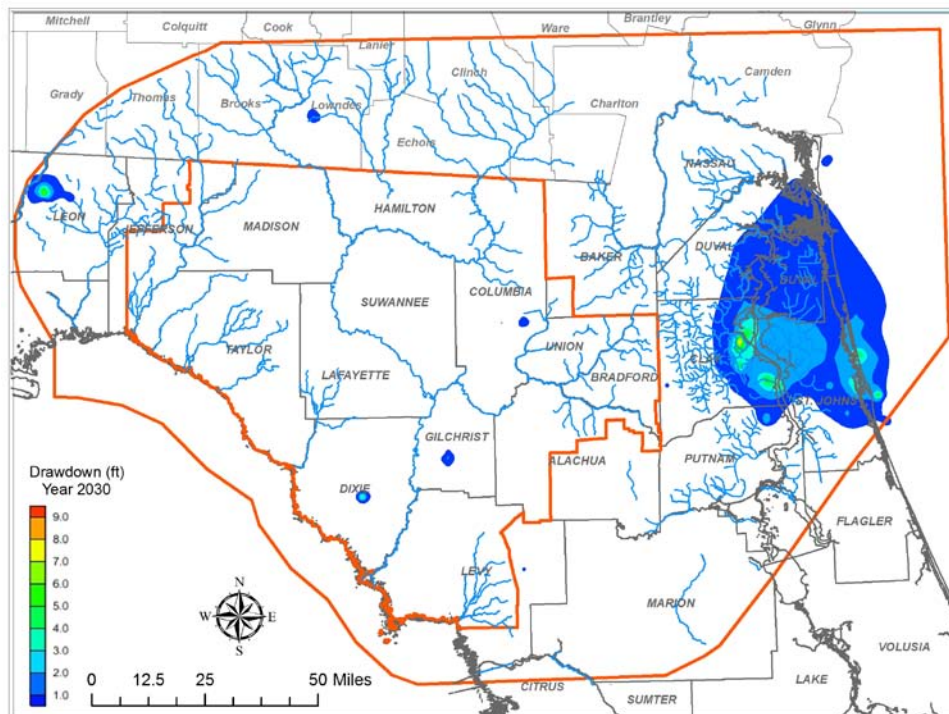 Mitchell
Colquitt
Cook
Lanier
Ware
Brantley
Glynn
Grady
Thomas
Brooks
Lowndes
Clinch
Charlton
Camden
Echols
NASSAU
LEON
JEFFERSON
MADISON
HAMILTON
BAKER
DUVAL
DUVAL
SUWANNEE
COLUMBIA
TAYLOR
LAFAYETTE
UNION
BRADFORD
CLAY
ST. JOHNS
GILCHRIST
ALACHUA
PUTNAM
DIXIE
FLAGLER
LEVY
MARION
VOLUSIA
CITRUS
SUMTER
LAKE
Drawdown (ft)
Year 2030
9.0
8.0
7.0
6.0
5.0
4.0
3.0
2.0
1.0
N
W E
S
0 12.5 25 50 Miles